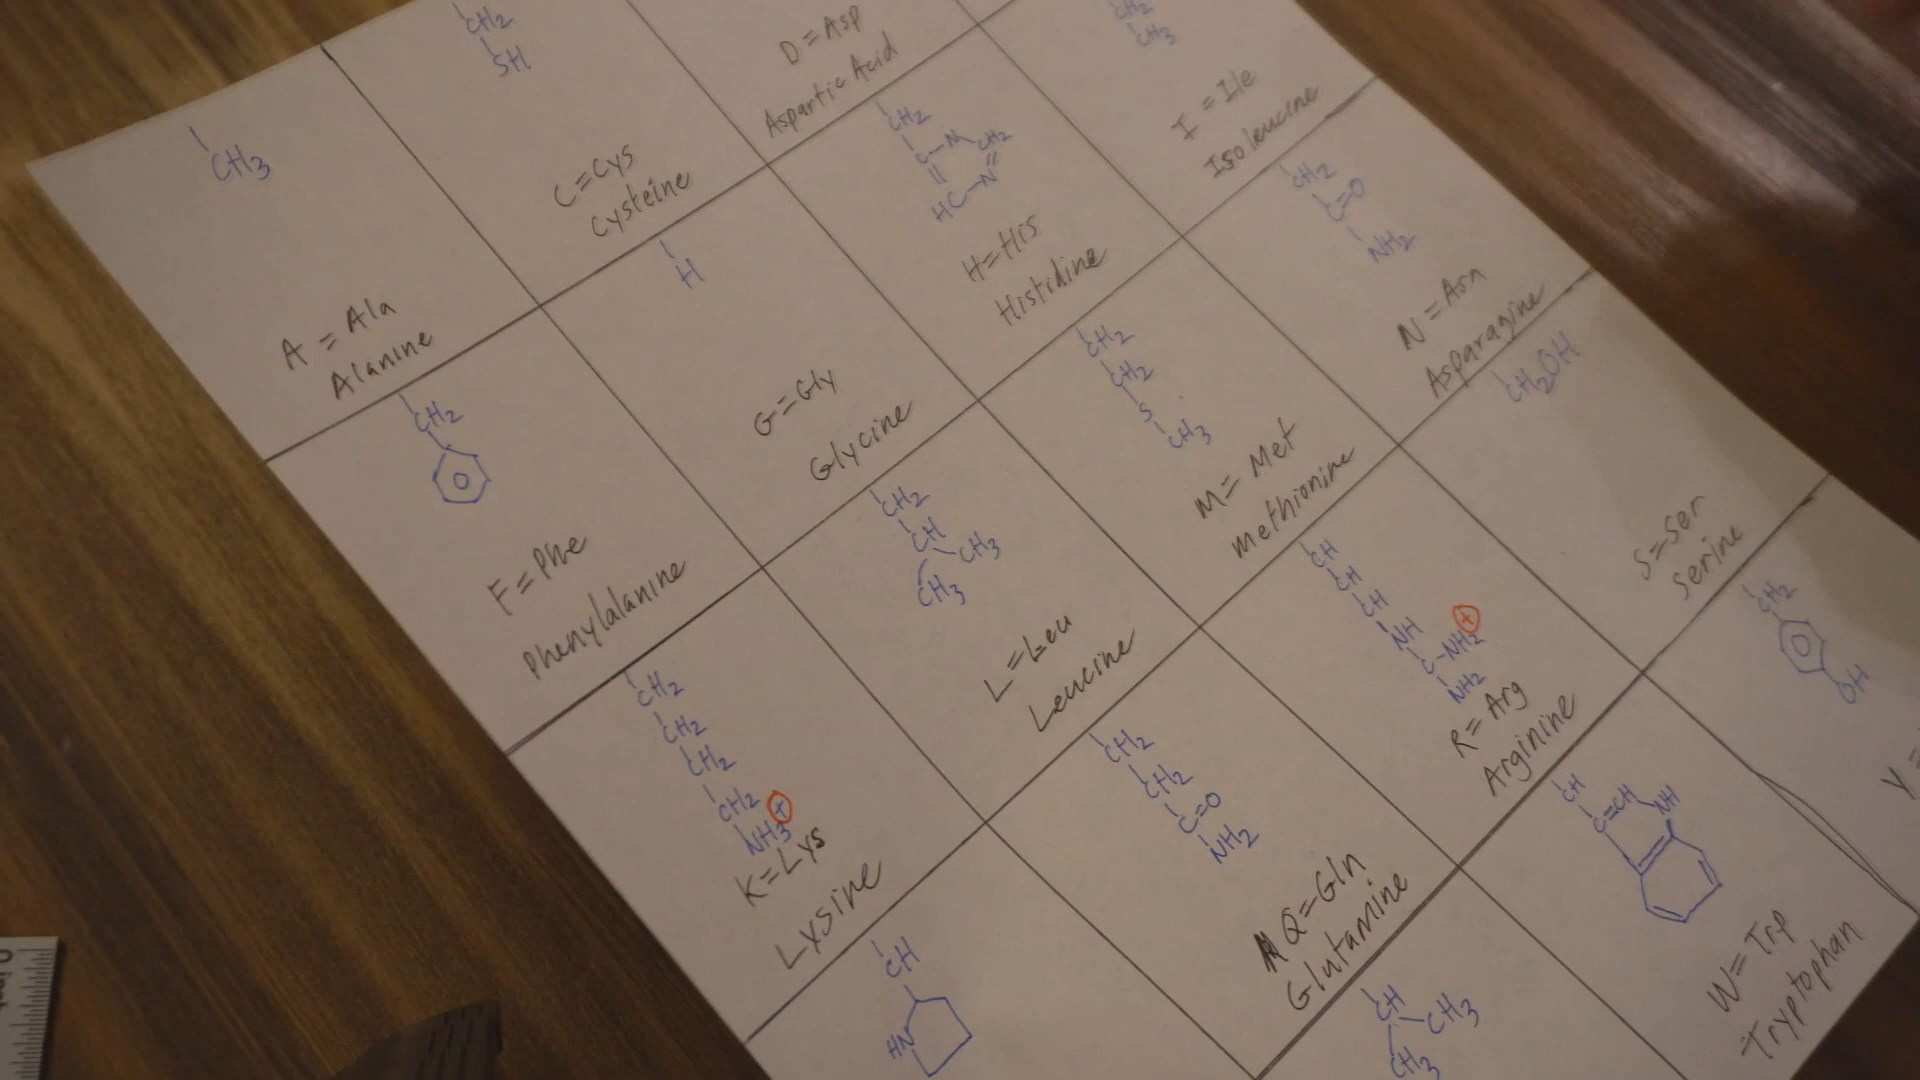 CH3
A = Ala
Alanine
CH2
SH
C=Cys
Cysteine
D=Asp
Aspartic Acid
CH2
CH3
I = Ile
Isoleucine
CH2
F=Phe
Phenylalanine
H
G=Gly
Glycine
CH2
C-N CH2
HC-N
H=His
Histidine
CH2
C=O
NH2
N=Asn
Asparagine
CH2
CH2
CH2
CH2
NH3+
K=Lys
Lysine
CH2
CH
CH3
CH3
L=Leu
Leucine
CH2
CH2
S
CH3
M= Met
Methionine
CH2OH
S=Ser
Serine
CH
HN
CH2
CH2
C=O
NH2
Q=Gln
Glutamine
CH
CH
CH
NH
C-NH2+
NH2
R= Arg
Arginine
CH2
OH
Y=
CH
CH3
CH3
CH
C=CH NH
W=Trp
Tryptophan